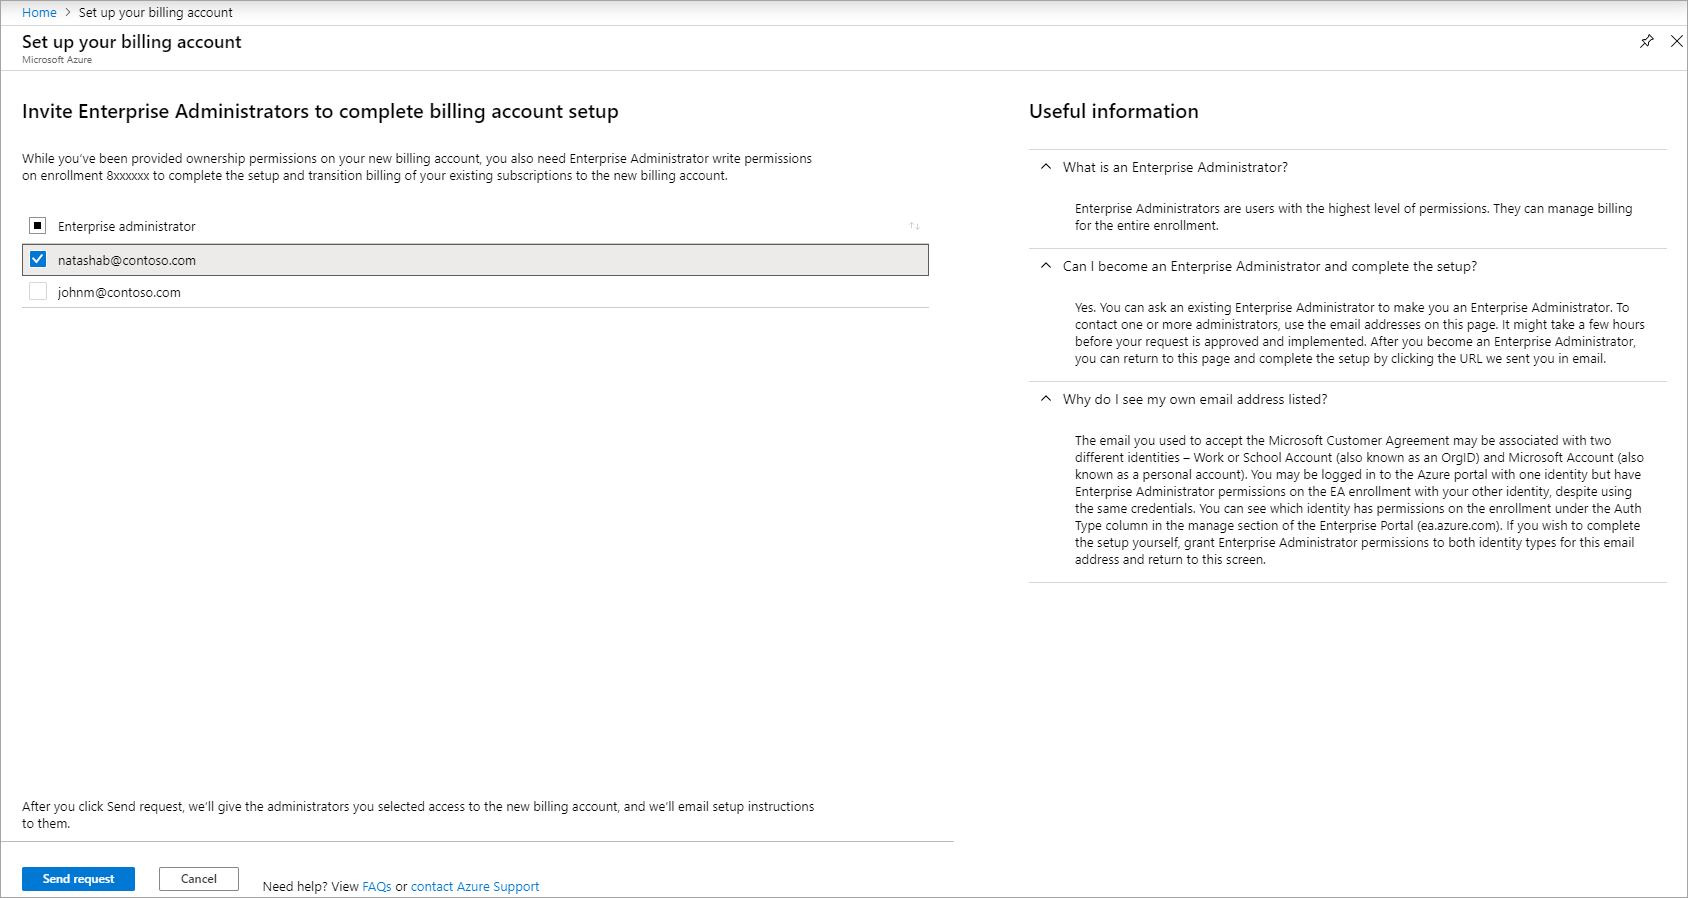 Home > Set up your billing account
Set up your billing account
Microsoft Azure
Invite Enterprise Administrators to complete billing account setup
While you've been provided ownership permissions on your new billing account, you also need Enterprise Administrator write permissions
on enrollment 8xxxxxx to complete the setup and transition billing of your existing subscriptions to the new billing account.
Enterprise administrator
natashab@contoso.com
johnm@contoso.com
After you click Send request, we'll give the administrators you selected access to the new billing account, and we'll email setup instructions
to them.
Send request
Cancel
Need help? View FAQs or contact Azure Support
Useful information
What is an Enterprise Administrator?
Enterprise Administrators are users with the highest level of permissions. They can manage billing
for the entire enrollment.
Can I become an Enterprise Administrator and complete the setup?
Yes. You can ask an existing Enterprise Administrator to make you an Enterprise Administrator. To
contact one or more administrators, use the email addresses on this page. It might take a few hours
before your request is approved and implemented. After you become an Enterprise Administrator,
you can return to this page and complete the setup by clicking the URL we sent you in email.
Why do I see my own email address listed?
The email you used to accept the Microsoft Customer Agreement may be associated with two
different identities – Work or School Account (also known as an OrgID) and Microsoft Account (also
known as a personal account). You may be logged in to the Azure portal with one identity but have
Enterprise Administrator permissions on the EA enrollment with your other identity, despite using
the same credentials. You can see which identity has permissions on the enrollment under the Auth
Type column in the manage section of the Enterprise Portal (ea.azure.com). If you wish to complete
the setup yourself, grant Enterprise Administrator permissions to both identity types for this email
address and return to this screen.